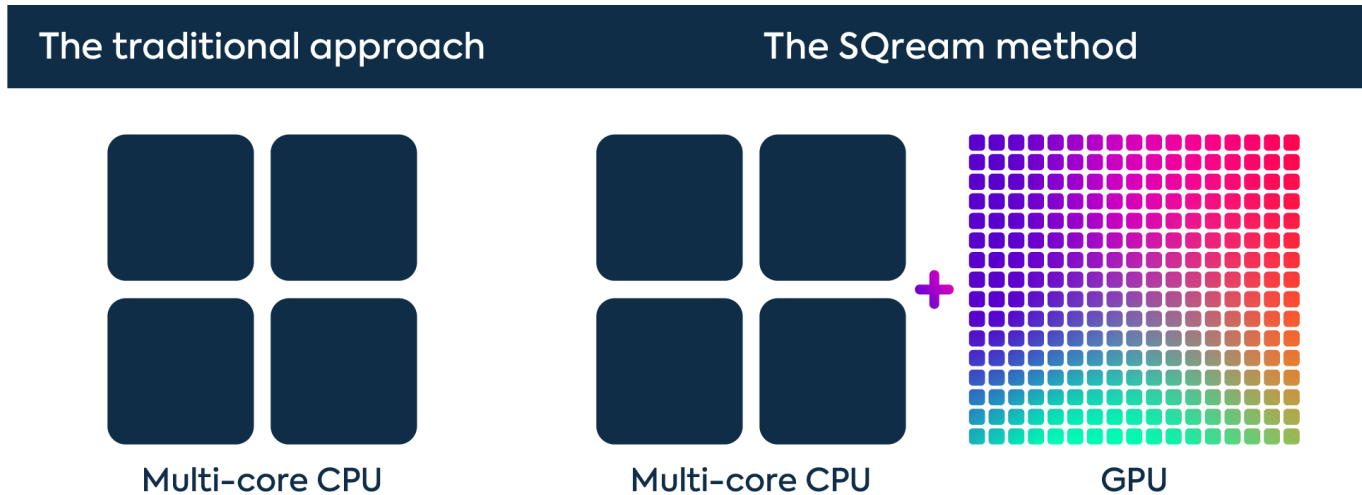 The traditional approach
The SQream method
Multi-core CPU
Multi-core CPU
GPU